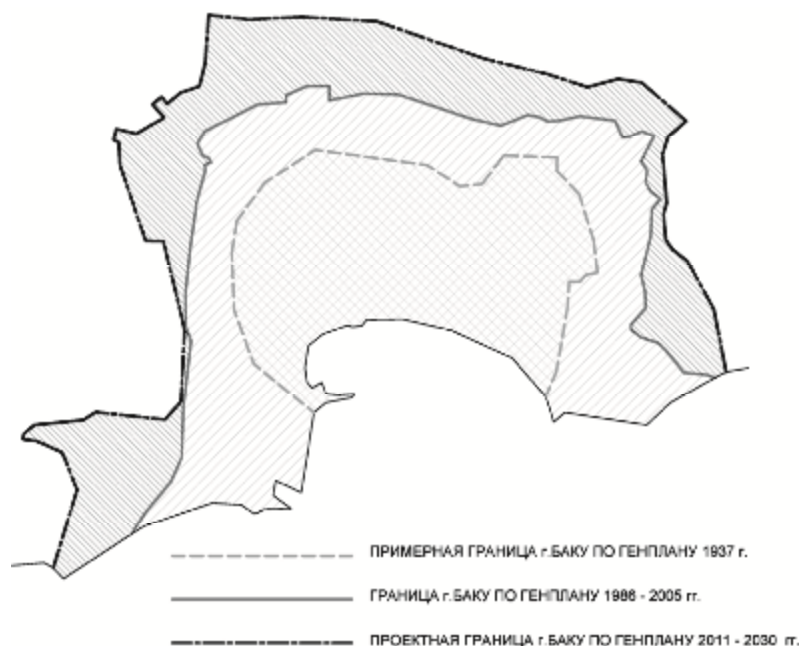 ПРИМЕРНАЯ ГРАНИЦА г.БАКУ ПО ГЕНПЛАНУ 1937 г.
ГРАНИЦА г.БАКУ ПО ГЕНПЛАНУ 1986 - 2005 гг.
ПРОЕКТНАЯ ГРАНИЦА г.БАКУ ПО ГЕНПЛАНУ 2011 - 2030 гг.